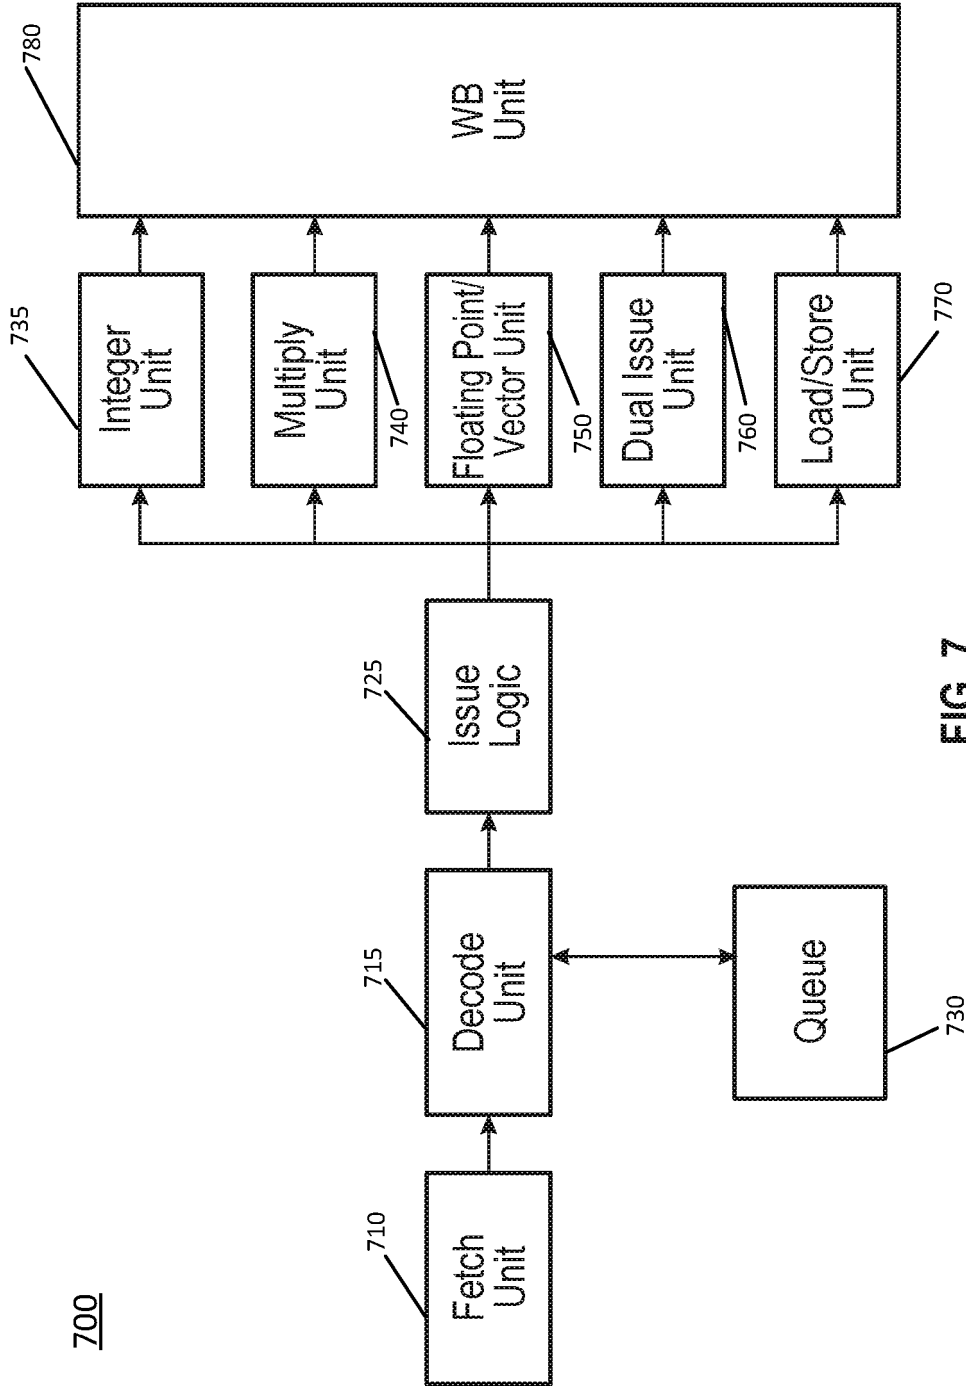 700
710
Fetch
Unit
715
Decode
Unit
Queue
730
725
Issue
Logic
735
Integer
Unit
Multiply
Unit
740
Floating Point/
Vector Unit
750
Dual Issue
Unit
760
Load/Store
Unit
770
780
WB
Unit
FIG. 7